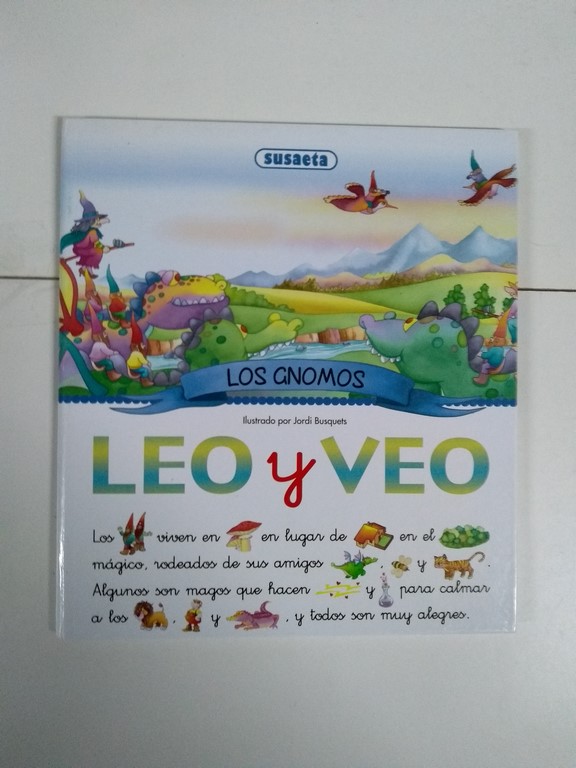 susaeta
LOS GNOMOS
Ilustrado por Jordi Busquets
LEO y VEO
Los viven en en lugar de en el
mágico, rodeados de sus amigos , y .
Algunos son magos que hacen y para calmar
a los , y , y todos son muy alegres.